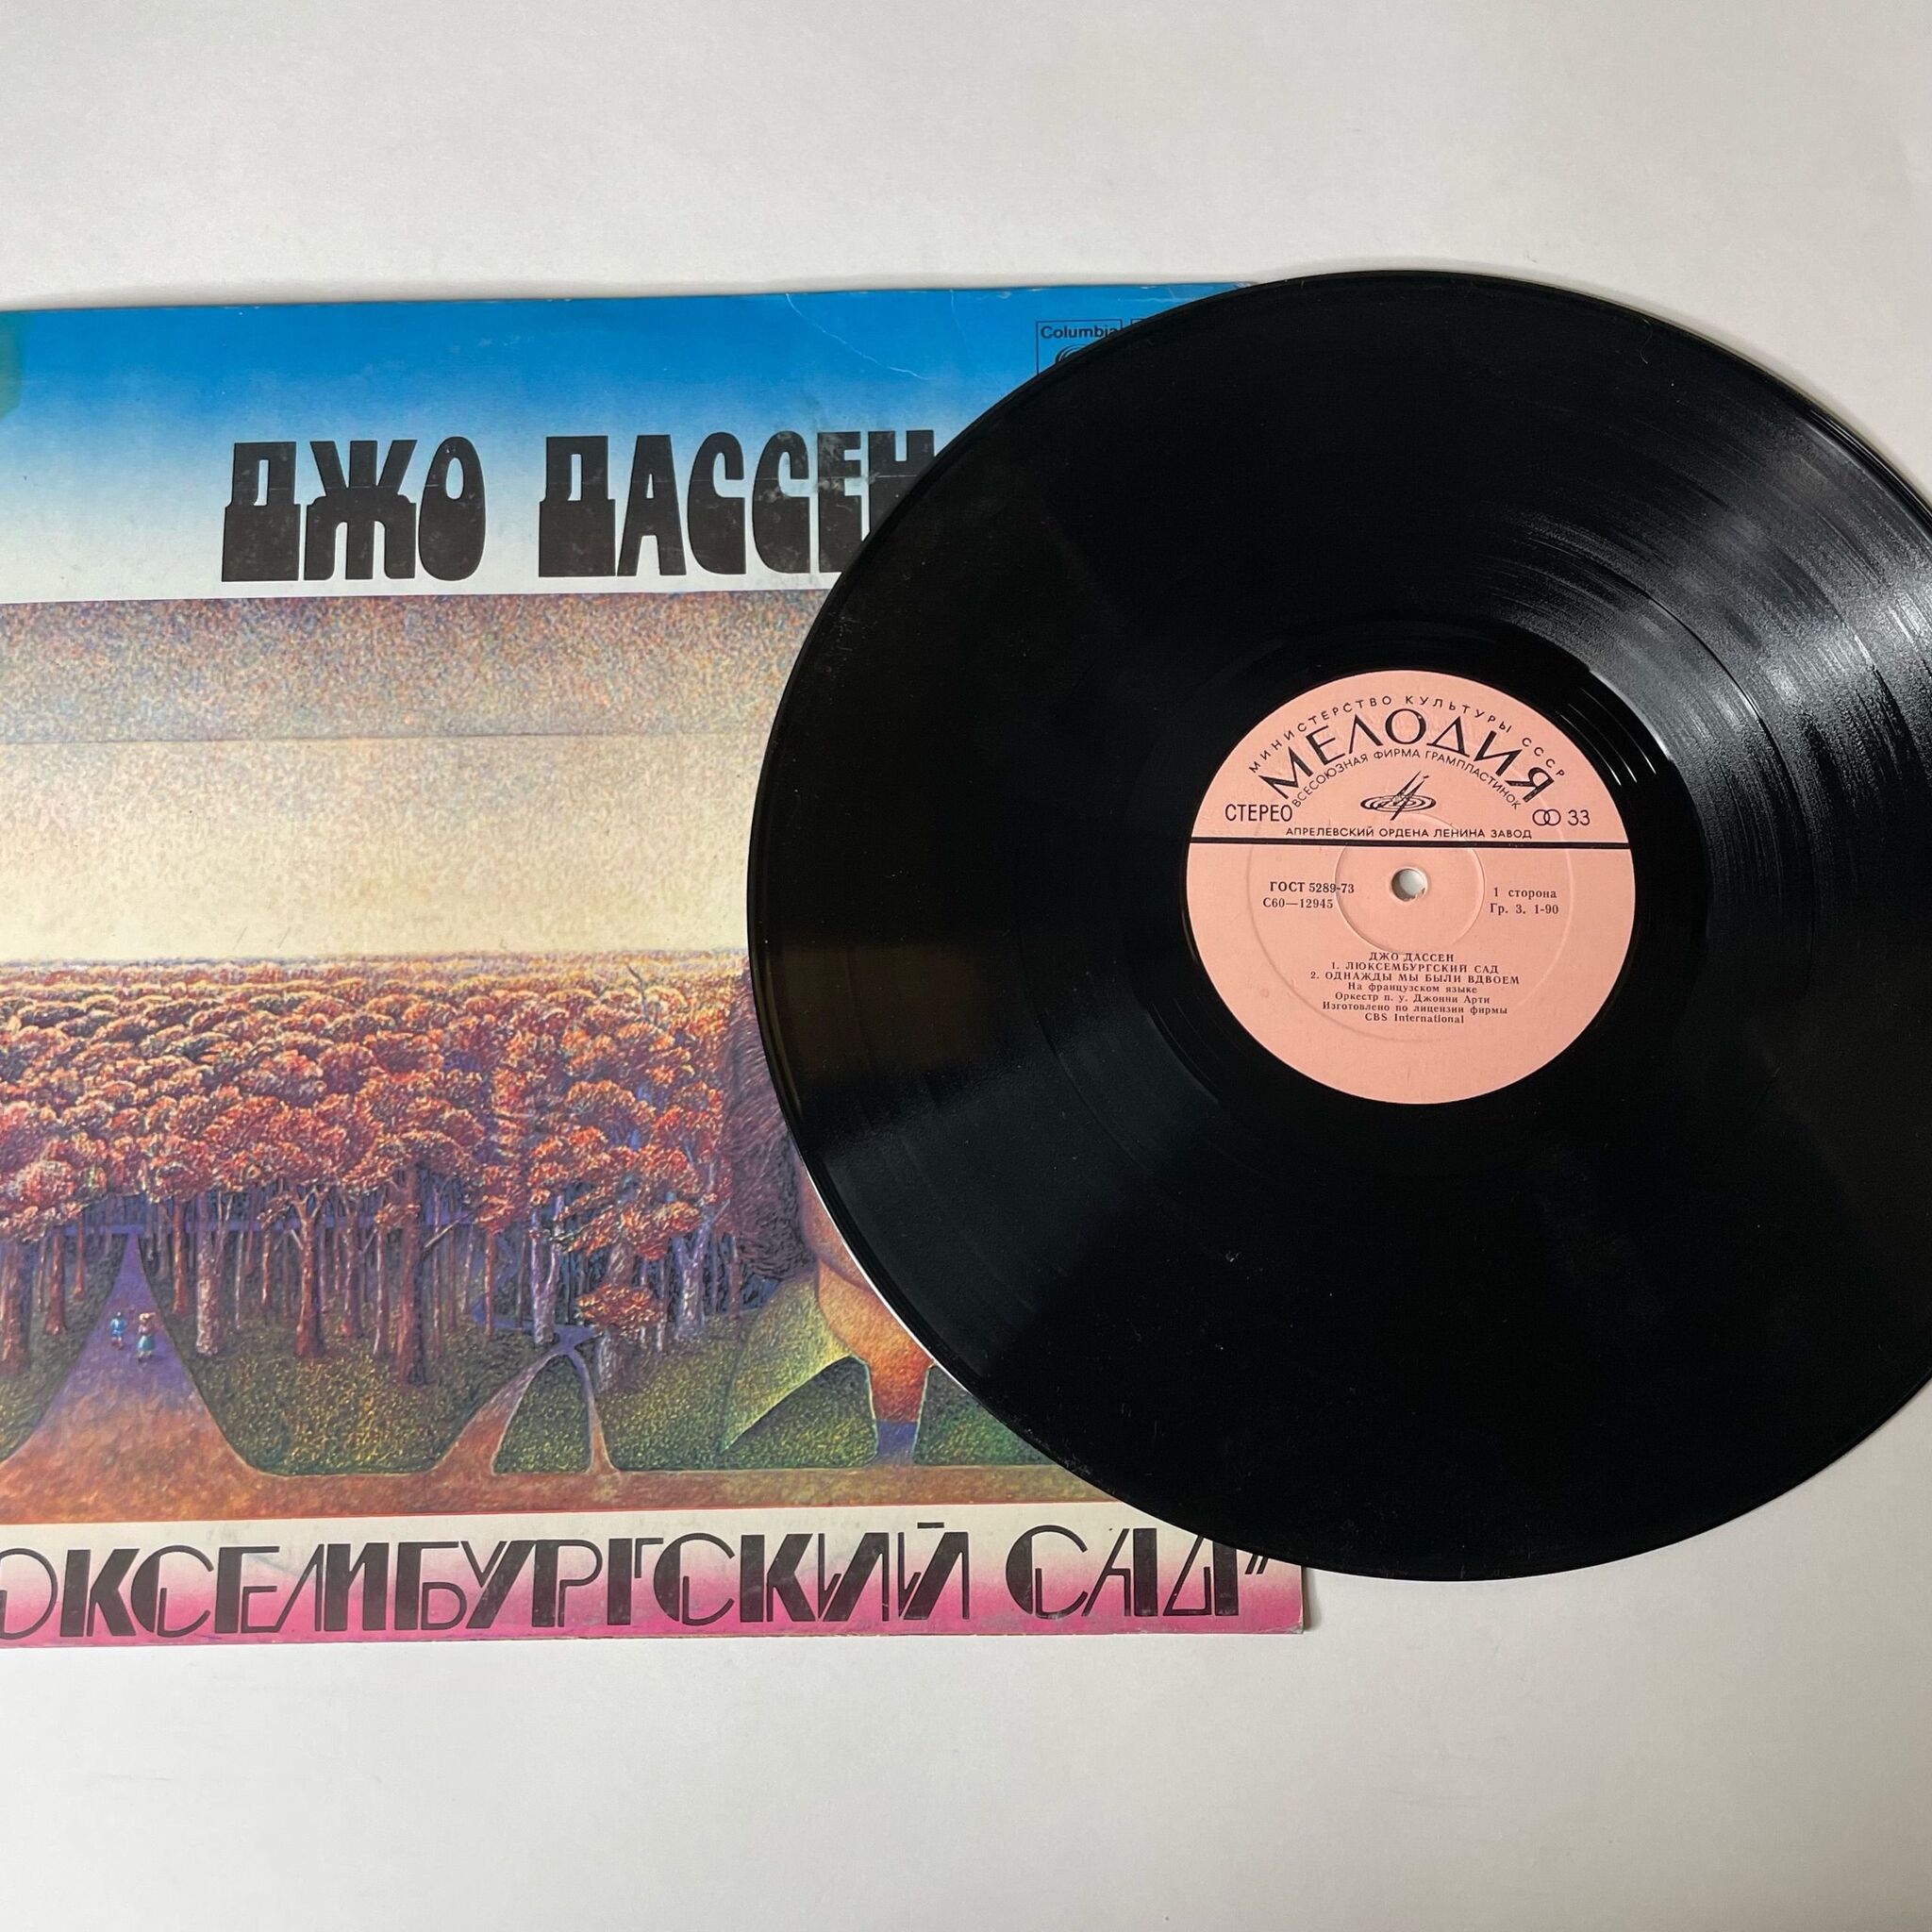 Columbia
ДЖО ДАССЕН
ЮКСЕМБУРГСКИЙ САД"
МИНИСТЕРСТВО КУЛЬТУРЫ СССР
МЕЛОДИЯ
ВСЕСОЮЗНАЯ ФИРМА ГРАМПЛАСТИНОК
СТЕРЕО
33
АПРЕЛЕВСКИЙ ОРДЕНА ЛЕНИНА ЗАВОД
ГОСТ 5289-73
С60—12945
1 сторона
Гр. 3. 1-90
ДЖО ДАССЕН
1. ЛЮКСЕМБУРГСКИЙ САД
2. ОДНАЖДЫ МЫ БЫЛИ ВДВОЕМ
На французском языке
Оркестр п. у. Джонни Арти
Изготовлено по лицензии фирмы
CBS International